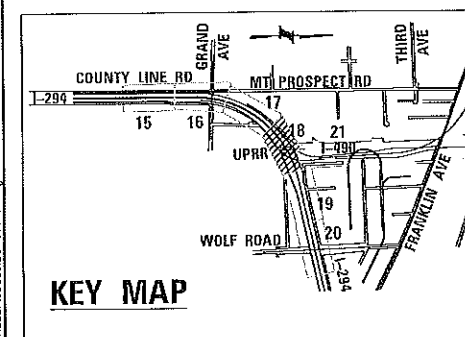 GRAND AVE
N
THIRD AVE
COUNTY LINE RD
MT PROSPECT RD
I-294
17
15
16
18
21
I-490
UPRR
19
20
WOLF ROAD
I-294
FRANKLIN AVE
KEY MAP